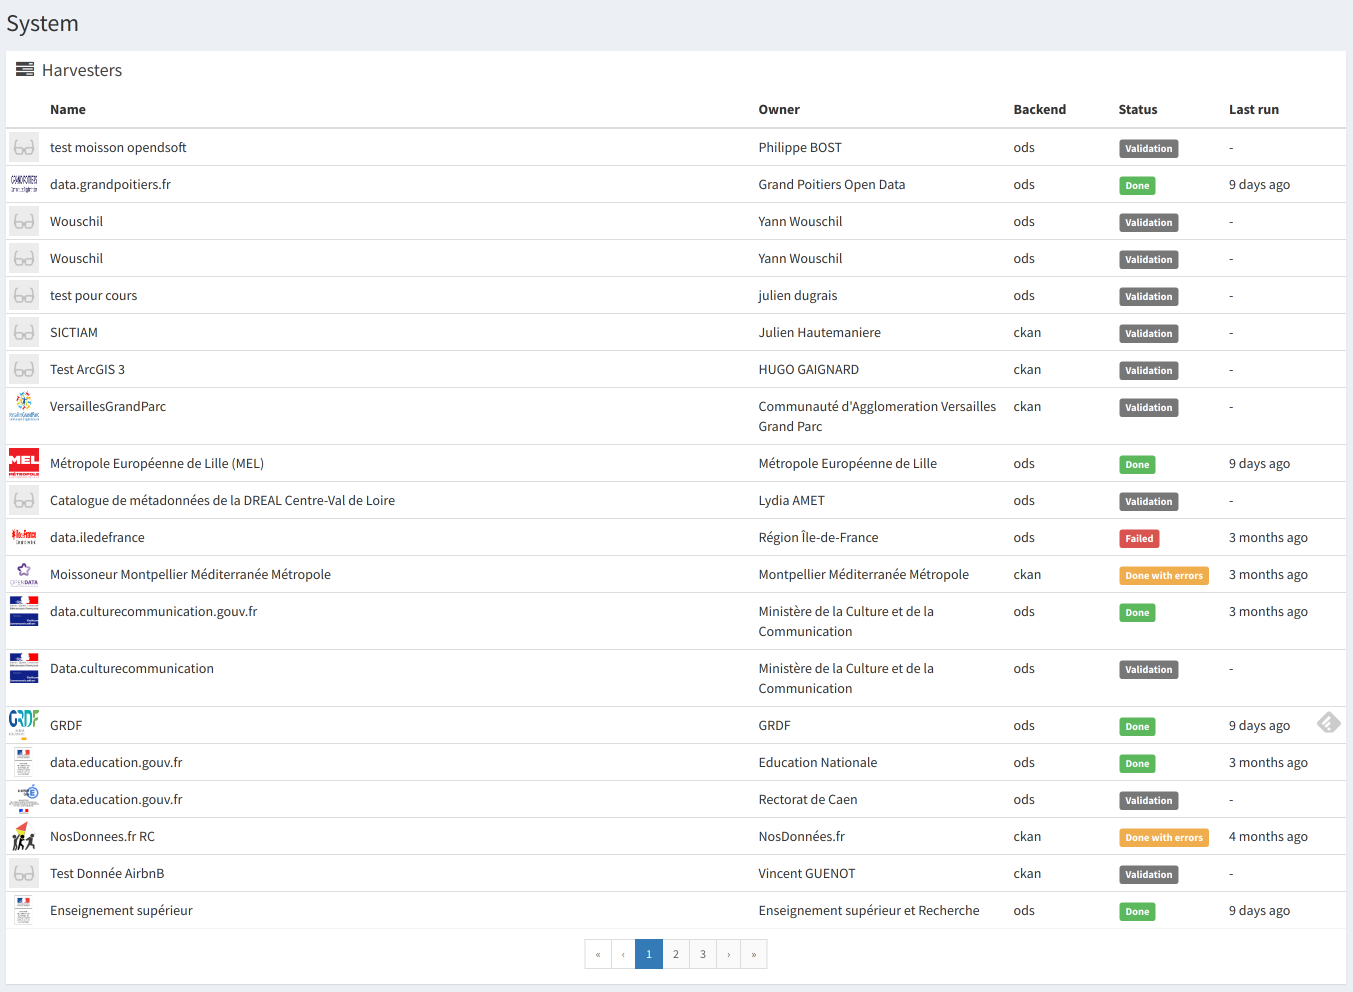 System
Harvesters
Name Owner Backend Status Last run
test moisson opendsoft Philippe BOST ods Validation -
data.grandpoitiers.fr Grand Poitiers Open Data ods Done 9 days ago
Wouschil Yann Wouschil ods Validation -
Wouschil Yann Wouschil ods Validation -
test pour cours julien dugrais ods Validation -
SICTIAM Julien Hautemaniere ckan Validation -
Test ArcGIS 3 HUGO GAIGNARD ckan Validation -
VersaillesGrandParc Communauté d'Agglomeration Versailles ckan Validation -
Grand Parc
MEL Métropole Européenne de Lille (MEL) Métropole Européenne de Lille ods Done 9 days ago
Catalogue de métadonnées de la DREAL Centre-Val de Loire Lydia AMET ods Validation -
data.iledefrance Région Île-de-France ods Failed 3 months ago
Moissoneur Montpellier Méditerranée Métropole Montpellier Méditerranée Métropole ckan Done with errors 3 months ago
data.culturecommunication.gouv.fr Ministère de la Culture et de la ods Done 3 months ago
Communication
Data.culturecommunication Ministère de la Culture et de la ods Validation -
Communication
GRDF GRDF GRDF ods Done 9 days ago
data.education.gouv.fr Education Nationale ods Done 3 months ago
data.education.gouv.fr Rectorat de Caen ods Validation -
NosDonnees.fr RC NosDonnées.fr ckan Done with errors 4 months ago
Test Donnée AirbnB Vincent GUENOT ckan Validation -
Enseignement supérieur Enseignement supérieur et Recherche ods Done 9 days ago
« ‹ 1 2 3 › »